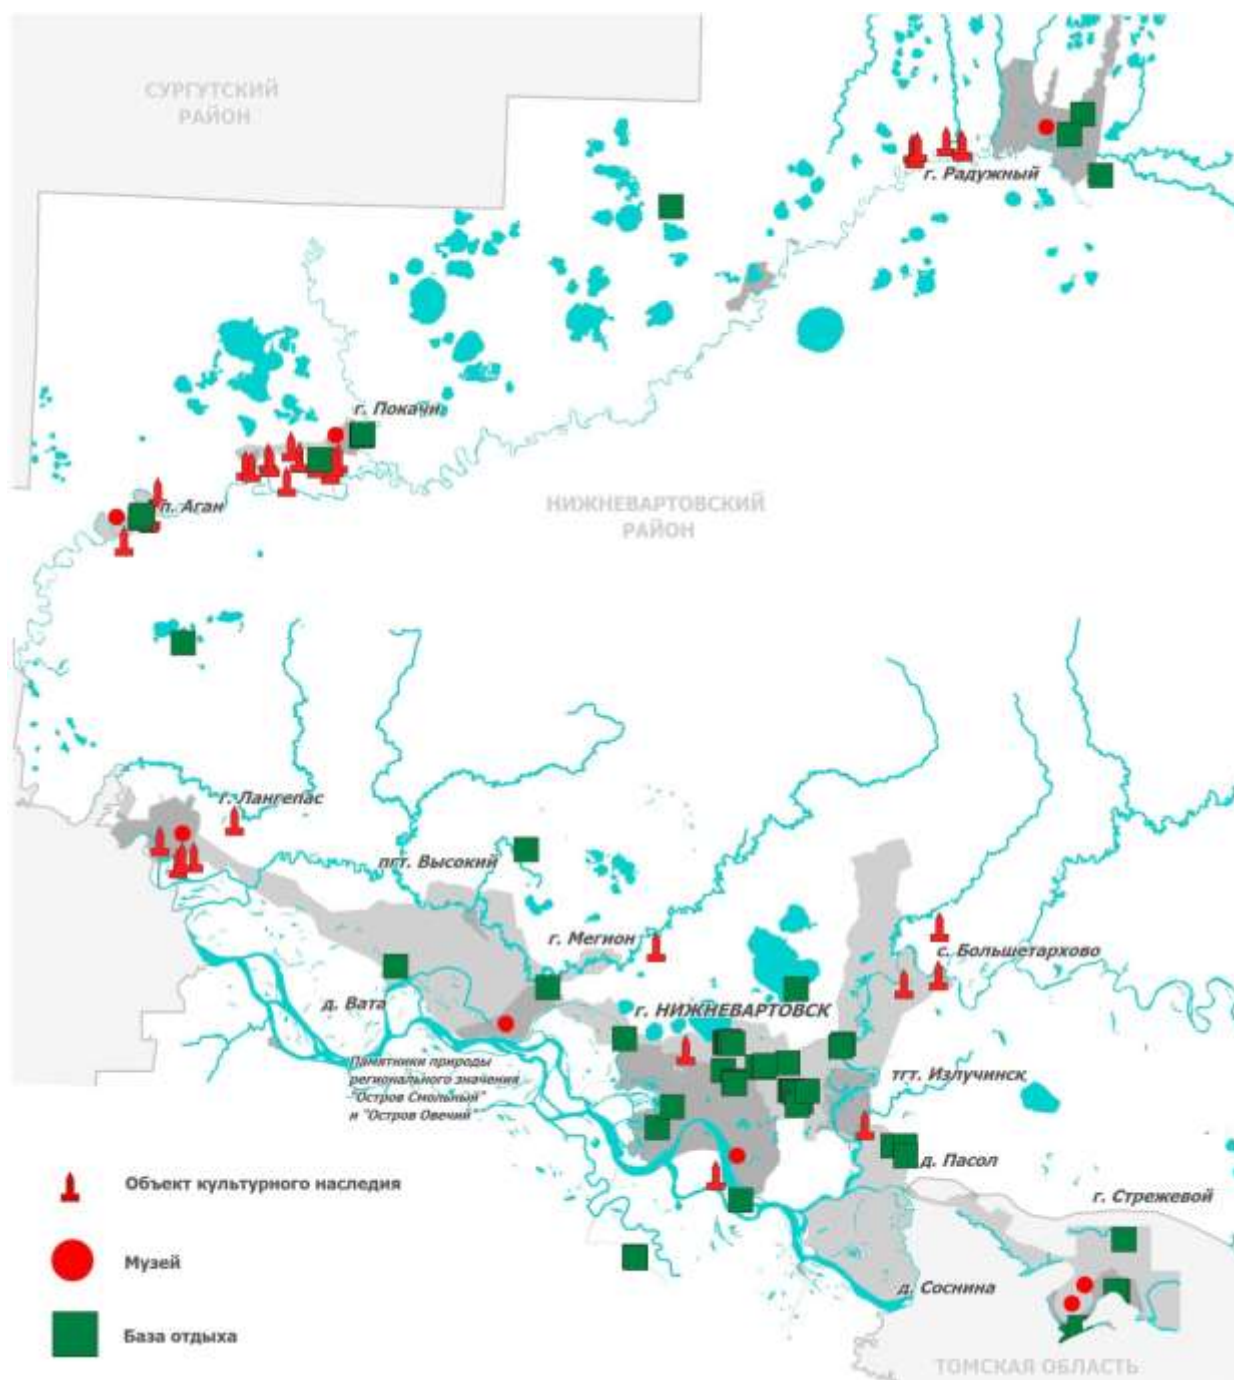 СУРГУТСКИЙ
РАЙОН
г. Радужный
г. Покачи
п. Аган
НИЖНЕВАРТОВСКИЙ
РАЙОН
г. Лангепас
пгт. Высокий
г. Мегион
с. Большетархово
д. Вата
г. НИЖНЕВАРТОВСК
Памятники природы
регионального значения
"Остров Смольный"
и "Остров Овечий"
тгт. Излучинск
д. Пасол
г. Стрежевой
д. Соснина
ТОМСКАЯ ОБЛАСТЬ
Объект культурного наследия
Музей
База отдыха